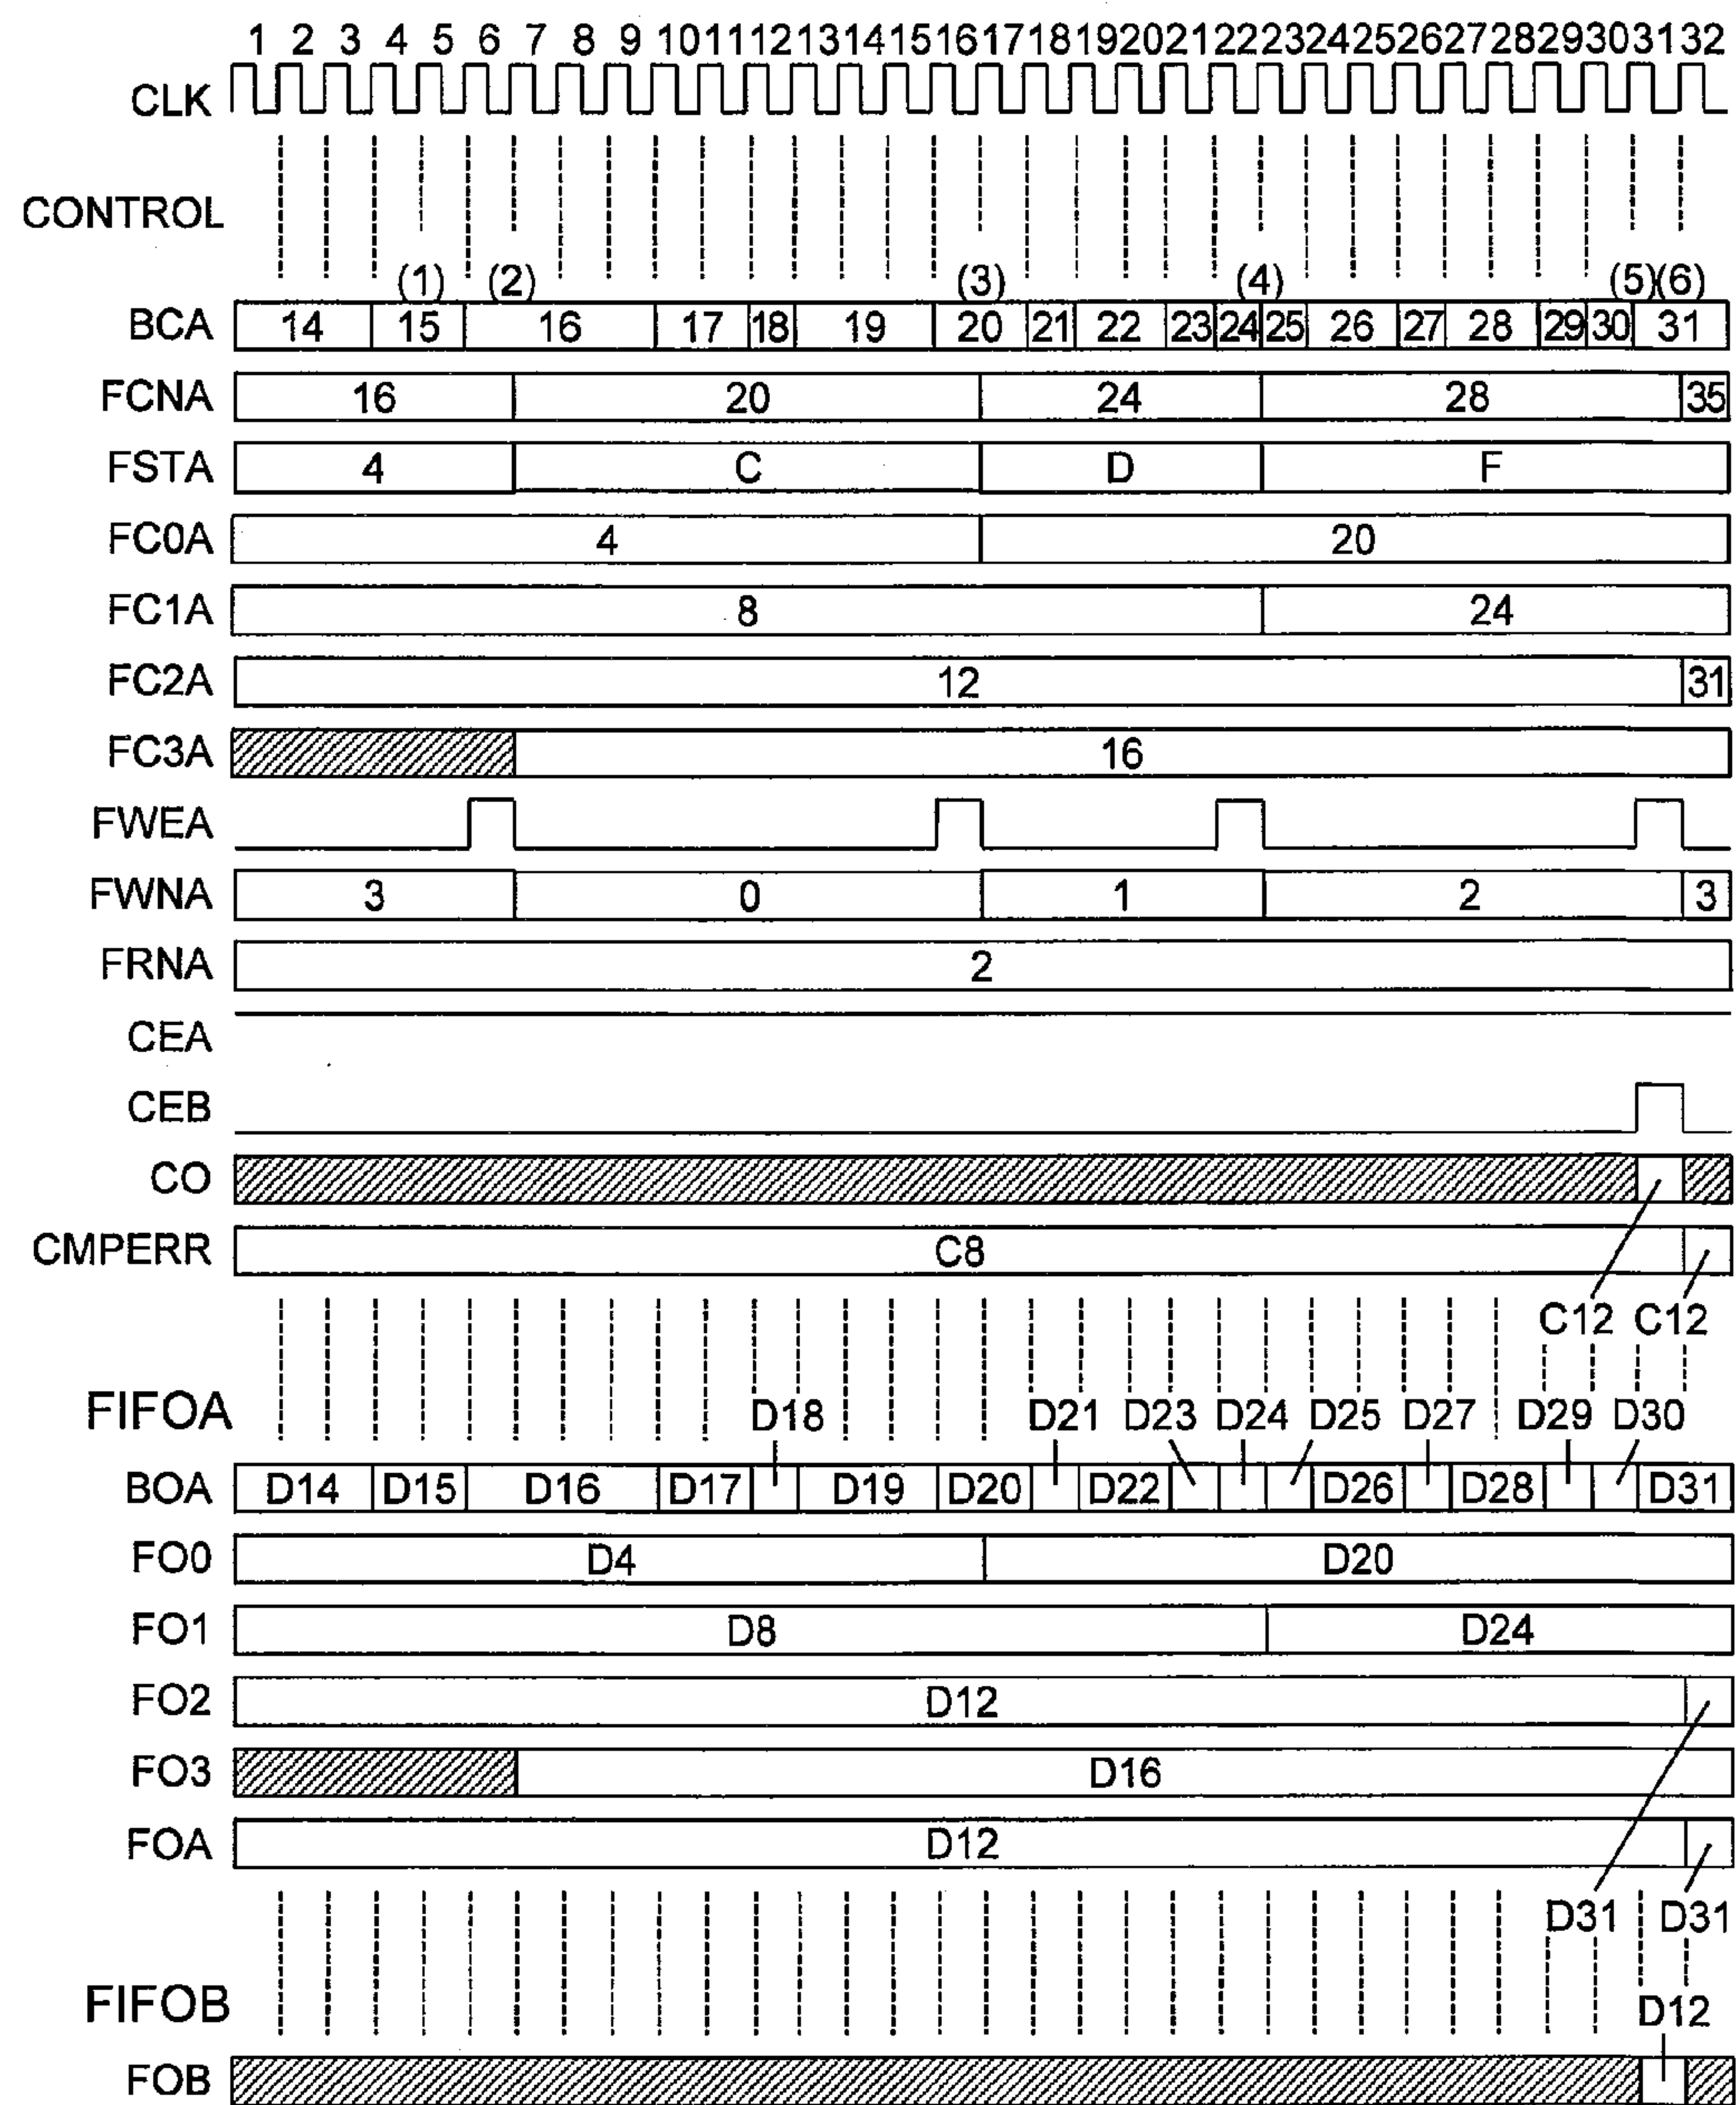 1 2 3 4 5 6 7 8 9 10 11 12 13 14 15 16 17 18 19 20 21 22 23 24 25 26 27 28 29 30 31 32
CLK
CONTROL
(1) (2) (3) (4) (5) (6)
BCA 14 15 16 17 18 19 20 21 22 23 24 25 26 27 28 29 30 31
FCNA 16 20 24 28 35
FSTA 4 C D F
FC0A 4 20
FC1A 8 24
FC2A 12 31
FC3A 16
FWEA
FWNA 3 0 1 2 3
FRNA 2
CEA
CEB
CO
CMPERR C8
C12 C12
FIFOA D18 D21 D23 D24 D25 D27 D29 D30
BOA D14 D15 D16 D17 D19 D20 D22 D26 D28 D31
FO0 D4 D20
FO1 D8 D24
FO2 D12
FO3 D16
FOA D12
D31 D31
FIFOB D12
FOB